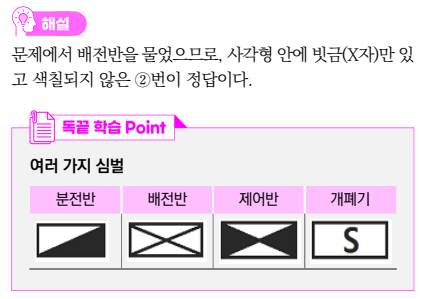 해설
문제에서 배전반을 물었으므로, 사각형 안에 빗금(X자)만 있
고 색칠되지 않은 ②번이 정답이다.
독끝 학습 Point
여러 가지 심벌
분전반 배전반 제어반 개폐기
S